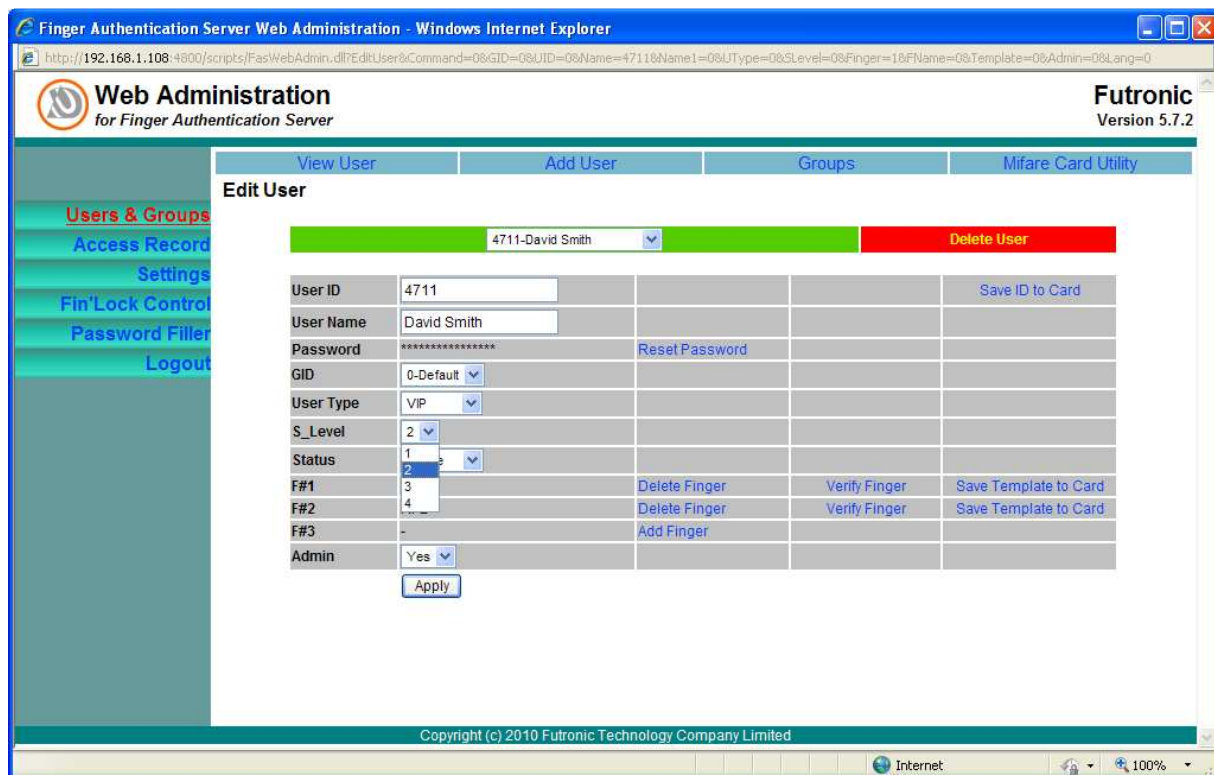 Finger Authentication Server Web Administration - Windows Internet Explorer
http://192.168.1.108:4800/scripts/FasWebAdmin.dll?EditUser&Command=0&GID=0&UID=0&Name=4711&Name1=0&UType=0&SLevel=0&Finger=1&FName=0&Template=0&Admin=0&Lang=0
Web Administration Futronic
for Finger Authentication Server Version 5.7.2
View User Add User Groups Mifare Card Utility
Edit User
Users & Groups
Access Record
Settings
Fin'Lock Control
Password Filler
Logout
4711-David Smith Delete User
User ID 4711 Save ID to Card
User Name David Smith
Password **************** Reset Password
GID 0-Default
User Type VIP
S_Level 2
1
2
3
4
Status
F#1 Delete Finger Verify Finger Save Template to Card
F#2 Delete Finger Verify Finger Save Template to Card
F#3 - Add Finger
Admin Yes
Apply
Copyright (c) 2010 Futronic Technology Company Limited
Internet 100%